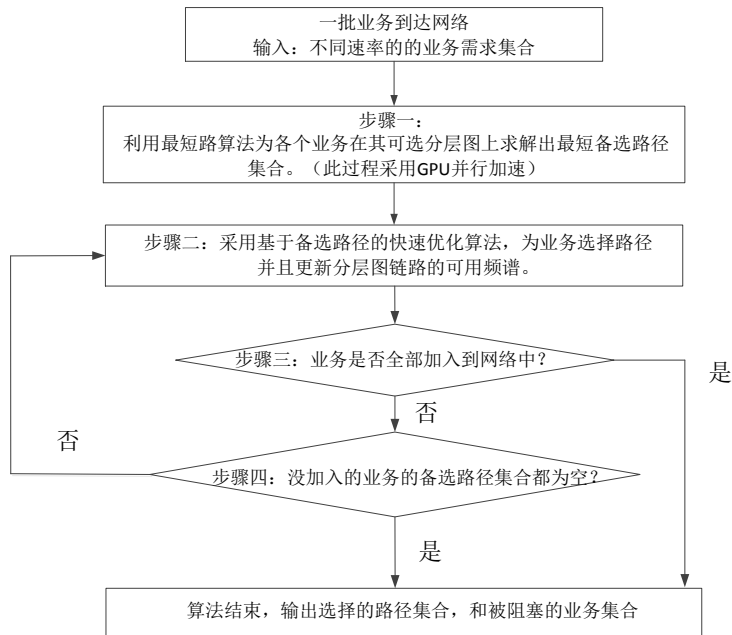 一批业务到达网络
输入：不同速率的的业务需求集合
步骤一：
利用最短路算法为各个业务在其可选分层图上求解出最短备选路径
集合。（此过程采用GPU并行加速）
步骤二：采用基于备选路径的快速优化算法，为业务选择路径
并且更新分层图链路的可用频谱。
步骤三：业务是否全部加入到网络中？
是
否
否
步骤四：没加入的业务的备选路径集合都为空？
是
算法结束，输出选择的路径集合，和被阻塞的业务集合